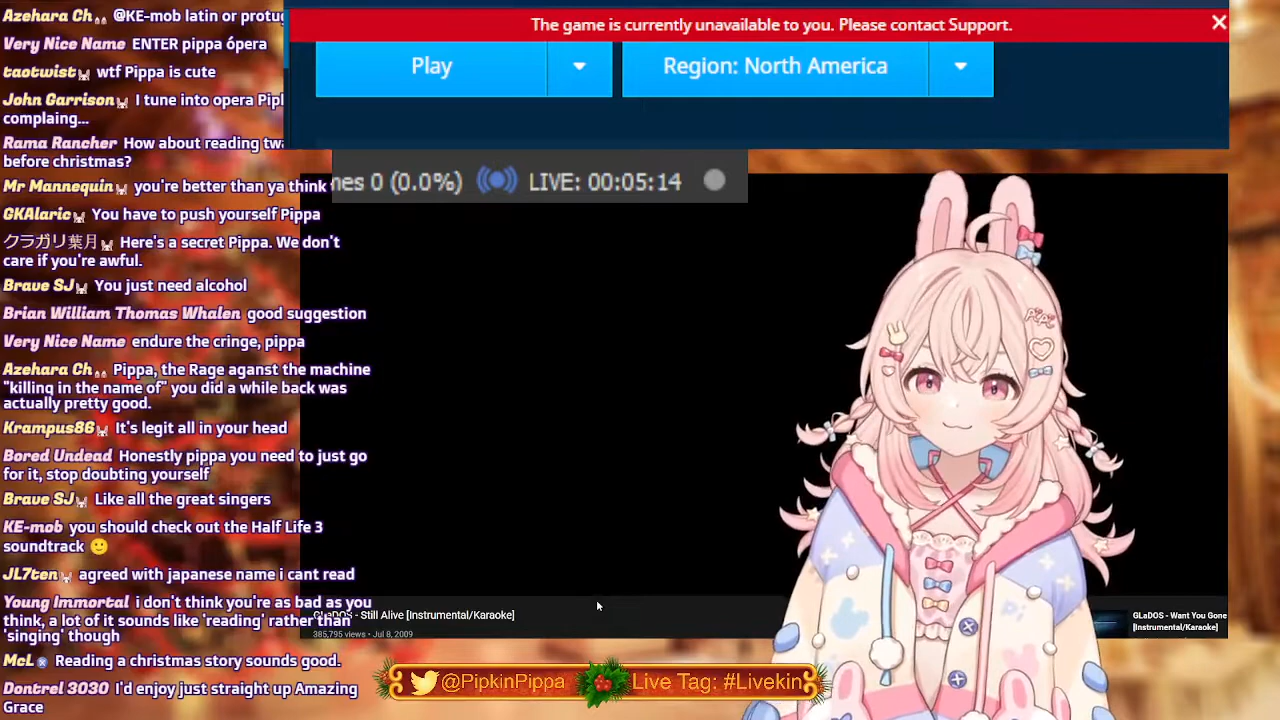 Azehara Ch @KE-mob latin or protug
Very Nice Name ENTER pippa ópera
taotwist wtf Pippa is cute
John Garrison I tune into opera Pip
complaing...
Rama Rancher How about reading twa
before christmas?
Mr Mannequin you're better than ya think
GKAlaric You have to push yourself Pippa
クラガリ葉月 Here's a secret Pippa. We don't
care if you're awful.
Brave SJ You just need alcohol
Brian William Thomas Whalen good suggestion
Very Nice Name endure the cringe, pippa
Azehara Ch Pippa, the Rage aganst the machine
"killing in the name of" you did a while back was
actually pretty good.
Krampus86 It's legit all in your head
Bored Undead Honestly pippa you need to just go
for it, stop doubting yourself
Brave SJ Like all the great singers
KE-mob you should check out the Half Life 3
soundtrack 🙂
JL7ten agreed with japanese name i cant read
Young Immortal i don't think you're as bad as you
think, a lot of it sounds like 'reading' rather than
'singing' though
McL Reading a christmas story sounds good.
Dontrel 3030 I'd enjoy just straight up Amazing
Grace
The game is currently unavailable to you. Please contact Support.
Play
Region: North America
nes 0 (0.0%) LIVE: 00:05:14
Pipi
GLaDOS - Still Alive [Instrumental/Karaoke]
385,795 views • Jul 8, 2009
GLaDOS - Want You Gone
[Instrumental/Karaoke]
@PipkinPippa Live Tag: #Livekin